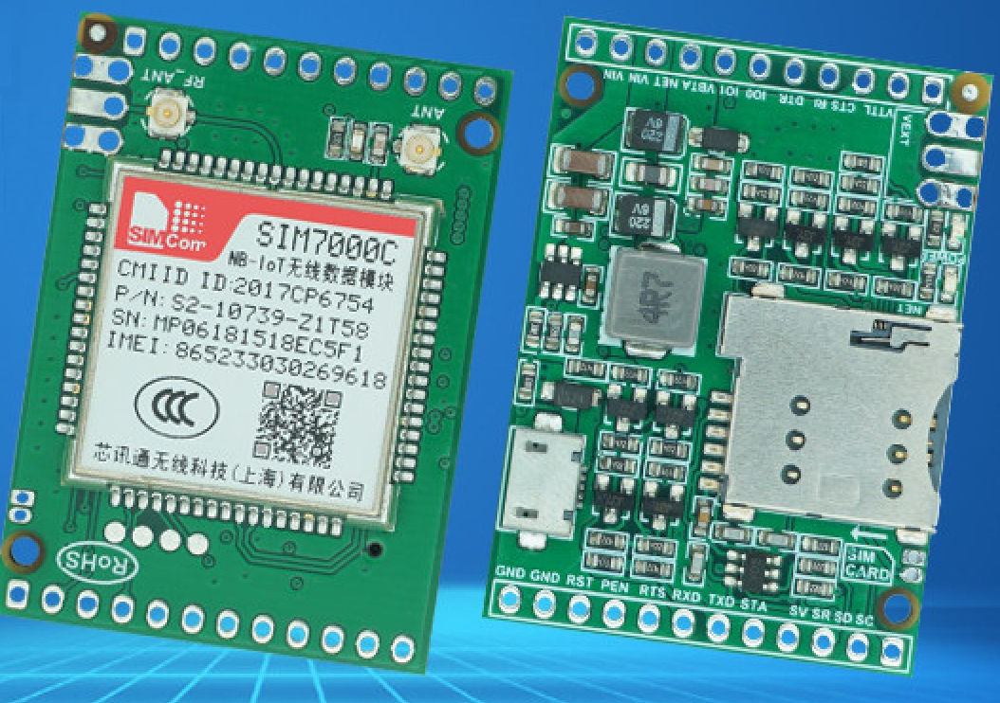 RF_ANT
ANT
SIMCom
SIM7000C
NB-IoT无线数据模块
CMIID ID:2017CP6754
P/N: S2-10739-Z1T58
SN: MP06181518EC5F1
IMEI: 865233030269618
CCC
芯讯通无线科技(上海)有限公司
RoHS
VIN VIN NET VBTA IO1 IO0 DTR RI CTS VTTL
VEXT
220
6V
220
6V
4R7
POWER
NET
SIM
CARD
GND GND RST PEN RTS RXD TXD STA SV SR SD SC